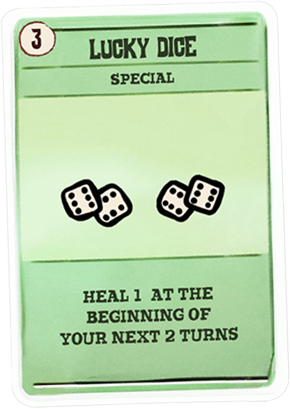 3
LUCKY DICE
SPECIAL
HEAL 1 AT THE
BEGINNING OF
YOUR NEXT 2 TURNS